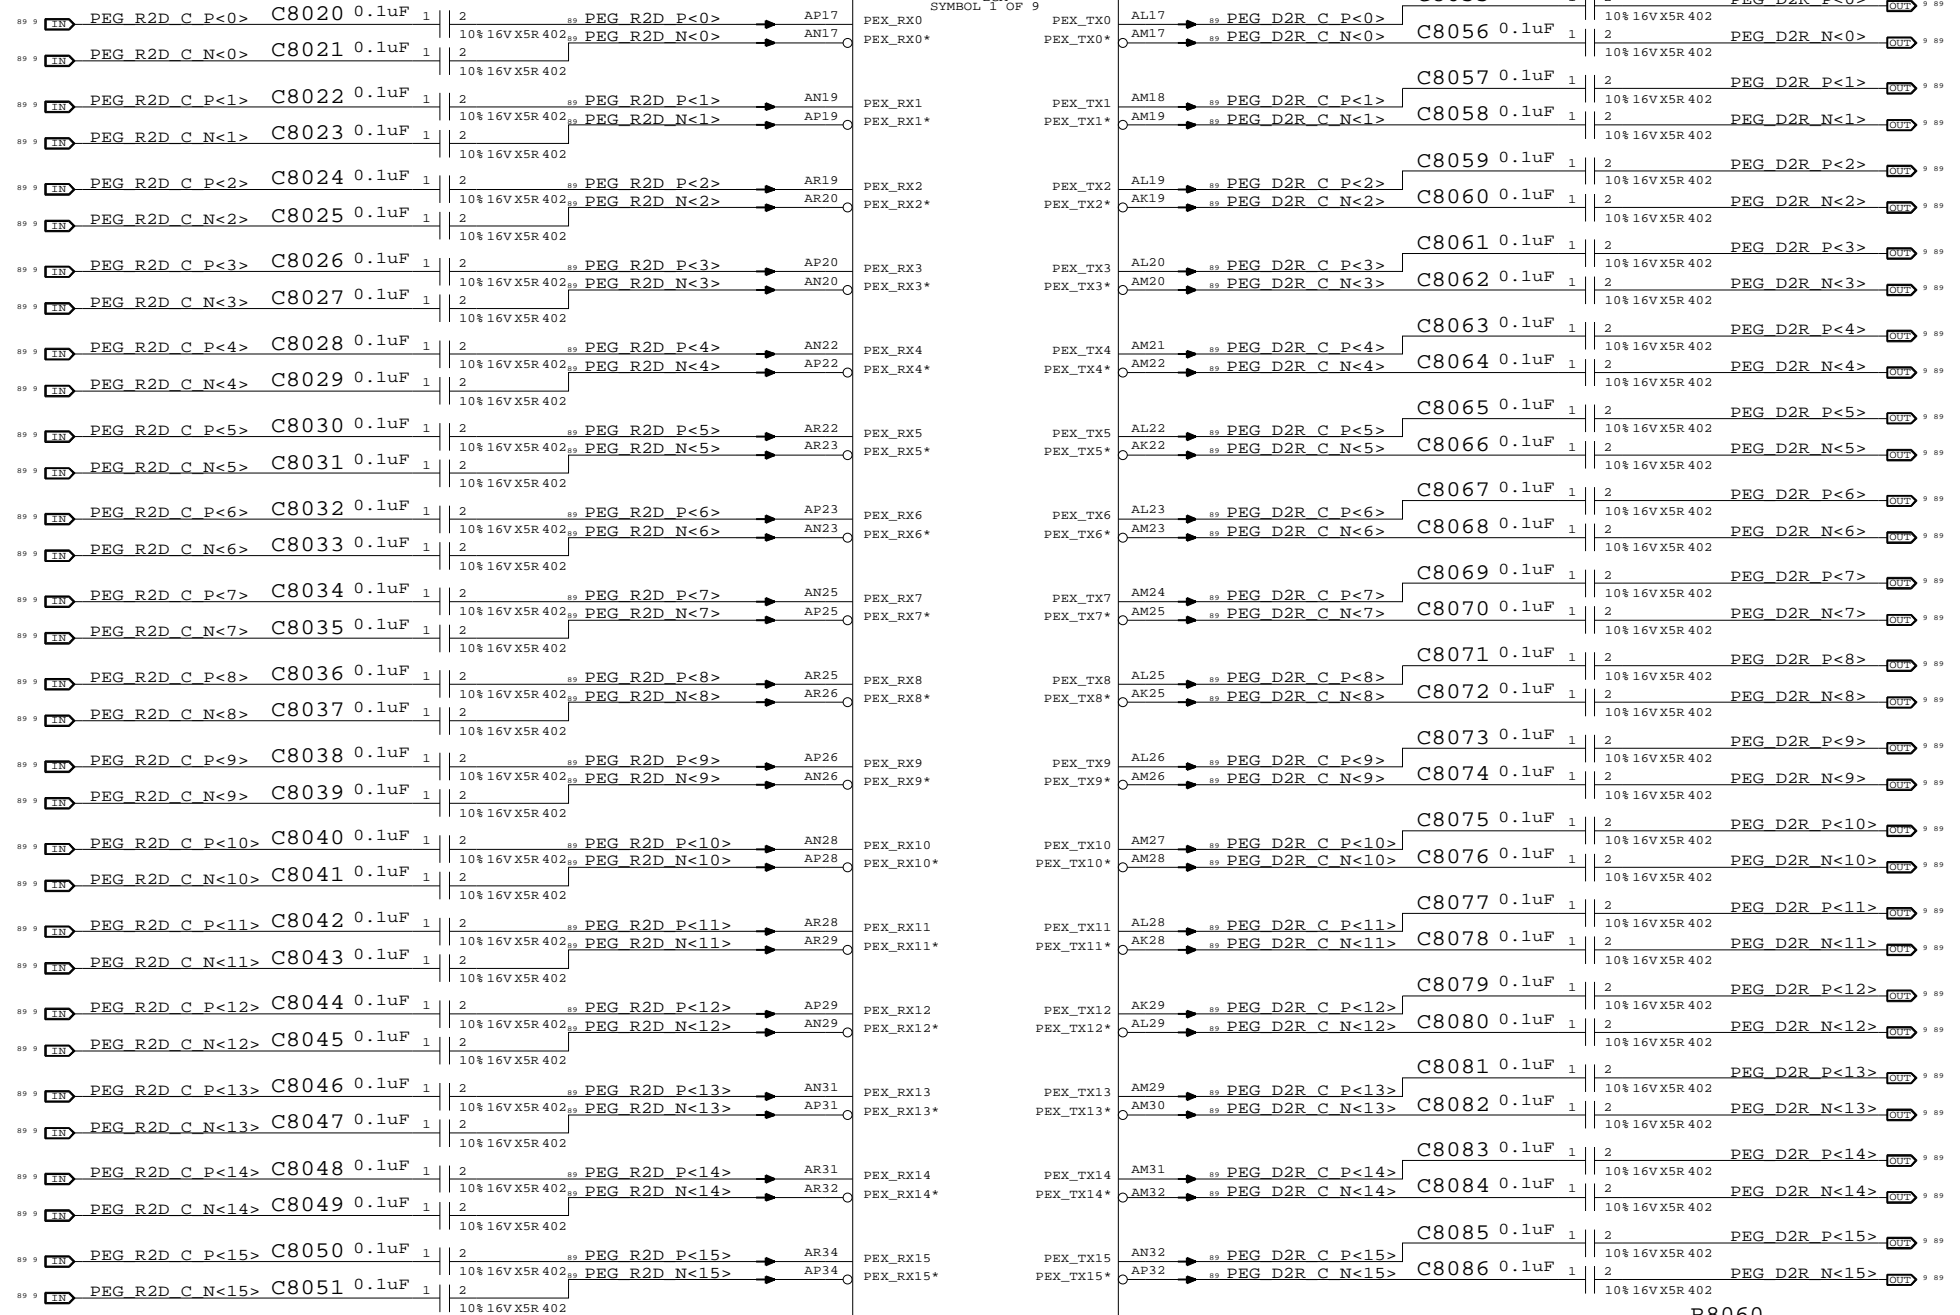 SYMBOL 1 OF 9
89 9 IN PEG_R2D_C_P<0> C8020 0.1uF 1 2 10% 16V X5R 402 89 PEG_R2D_P<0> AP17 PEX_RX0 PEX_TX0 AL17 89 PEG_D2R_C_P<0> 10% 16V X5R 402 PEG_D2R_P<0> OUT 9 89
89 9 IN PEG_R2D_C_N<0> C8021 0.1uF 1 2 10% 16V X5R 402 89 PEG_R2D_N<0> AN17 PEX_RX0* PEX_TX0* AM17 89 PEG_D2R_C_N<0> C8056 0.1uF 1 2 10% 16V X5R 402 PEG_D2R_N<0> OUT 9 89
89 9 IN PEG_R2D_C_P<1> C8022 0.1uF 1 2 10% 16V X5R 402 89 PEG_R2D_P<1> AN19 PEX_RX1 PEX_TX1 AM18 89 PEG_D2R_C_P<1> C8057 0.1uF 1 2 10% 16V X5R 402 PEG_D2R_P<1> OUT 9 89
89 9 IN PEG_R2D_C_N<1> C8023 0.1uF 1 2 10% 16V X5R 402 89 PEG_R2D_N<1> AP19 PEX_RX1* PEX_TX1* AM19 89 PEG_D2R_C_N<1> C8058 0.1uF 1 2 10% 16V X5R 402 PEG_D2R_N<1> OUT 9 89
89 9 IN PEG_R2D_C_P<2> C8024 0.1uF 1 2 10% 16V X5R 402 89 PEG_R2D_P<2> AR19 PEX_RX2 PEX_TX2 AL19 89 PEG_D2R_C_P<2> C8059 0.1uF 1 2 10% 16V X5R 402 PEG_D2R_P<2> OUT 9 89
89 9 IN PEG_R2D_C_N<2> C8025 0.1uF 1 2 10% 16V X5R 402 89 PEG_R2D_N<2> AR20 PEX_RX2* PEX_TX2* AK19 89 PEG_D2R_C_N<2> C8060 0.1uF 1 2 10% 16V X5R 402 PEG_D2R_N<2> OUT 9 89
89 9 IN PEG_R2D_C_P<3> C8026 0.1uF 1 2 10% 16V X5R 402 89 PEG_R2D_P<3> AP20 PEX_RX3 PEX_TX3 AL20 89 PEG_D2R_C_P<3> C8061 0.1uF 1 2 10% 16V X5R 402 PEG_D2R_P<3> OUT 9 89
89 9 IN PEG_R2D_C_N<3> C8027 0.1uF 1 2 10% 16V X5R 402 89 PEG_R2D_N<3> AN20 PEX_RX3* PEX_TX3* AM20 89 PEG_D2R_C_N<3> C8062 0.1uF 1 2 10% 16V X5R 402 PEG_D2R_N<3> OUT 9 89
89 9 IN PEG_R2D_C_P<4> C8028 0.1uF 1 2 10% 16V X5R 402 89 PEG_R2D_P<4> AN22 PEX_RX4 PEX_TX4 AM21 89 PEG_D2R_C_P<4> C8063 0.1uF 1 2 10% 16V X5R 402 PEG_D2R_P<4> OUT 9 89
89 9 IN PEG_R2D_C_N<4> C8029 0.1uF 1 2 10% 16V X5R 402 89 PEG_R2D_N<4> AP22 PEX_RX4* PEX_TX4* AM22 89 PEG_D2R_C_N<4> C8064 0.1uF 1 2 10% 16V X5R 402 PEG_D2R_N<4> OUT 9 89
89 9 IN PEG_R2D_C_P<5> C8030 0.1uF 1 2 10% 16V X5R 402 89 PEG_R2D_P<5> AR22 PEX_RX5 PEX_TX5 AL22 89 PEG_D2R_C_P<5> C8065 0.1uF 1 2 10% 16V X5R 402 PEG_D2R_P<5> OUT 9 89
89 9 IN PEG_R2D_C_N<5> C8031 0.1uF 1 2 10% 16V X5R 402 89 PEG_R2D_N<5> AR23 PEX_RX5* PEX_TX5* AK22 89 PEG_D2R_C_N<5> C8066 0.1uF 1 2 10% 16V X5R 402 PEG_D2R_N<5> OUT 9 89
89 9 IN PEG_R2D_C_P<6> C8032 0.1uF 1 2 10% 16V X5R 402 89 PEG_R2D_P<6> AP23 PEX_RX6 PEX_TX6 AL23 89 PEG_D2R_C_P<6> C8067 0.1uF 1 2 10% 16V X5R 402 PEG_D2R_P<6> OUT 9 89
89 9 IN PEG_R2D_C_N<6> C8033 0.1uF 1 2 10% 16V X5R 402 89 PEG_R2D_N<6> AN23 PEX_RX6* PEX_TX6* AM23 89 PEG_D2R_C_N<6> C8068 0.1uF 1 2 10% 16V X5R 402 PEG_D2R_N<6> OUT 9 89
89 9 IN PEG_R2D_C_P<7> C8034 0.1uF 1 2 10% 16V X5R 402 89 PEG_R2D_P<7> AN25 PEX_RX7 PEX_TX7 AM24 89 PEG_D2R_C_P<7> C8069 0.1uF 1 2 10% 16V X5R 402 PEG_D2R_P<7> OUT 9 89
89 9 IN PEG_R2D_C_N<7> C8035 0.1uF 1 2 10% 16V X5R 402 89 PEG_R2D_N<7> AP25 PEX_RX7* PEX_TX7* AM25 89 PEG_D2R_C_N<7> C8070 0.1uF 1 2 10% 16V X5R 402 PEG_D2R_N<7> OUT 9 89
89 9 IN PEG_R2D_C_P<8> C8036 0.1uF 1 2 10% 16V X5R 402 89 PEG_R2D_P<8> AR25 PEX_RX8 PEX_TX8 AL25 89 PEG_D2R_C_P<8> C8071 0.1uF 1 2 10% 16V X5R 402 PEG_D2R_P<8> OUT 9 89
89 9 IN PEG_R2D_C_N<8> C8037 0.1uF 1 2 10% 16V X5R 402 89 PEG_R2D_N<8> AR26 PEX_RX8* PEX_TX8* AK25 89 PEG_D2R_C_N<8> C8072 0.1uF 1 2 10% 16V X5R 402 PEG_D2R_N<8> OUT 9 89
89 9 IN PEG_R2D_C_P<9> C8038 0.1uF 1 2 10% 16V X5R 402 89 PEG_R2D_P<9> AP26 PEX_RX9 PEX_TX9 AL26 89 PEG_D2R_C_P<9> C8073 0.1uF 1 2 10% 16V X5R 402 PEG_D2R_P<9> OUT 9 89
89 9 IN PEG_R2D_C_N<9> C8039 0.1uF 1 2 10% 16V X5R 402 89 PEG_R2D_N<9> AN26 PEX_RX9* PEX_TX9* AM26 89 PEG_D2R_C_N<9> C8074 0.1uF 1 2 10% 16V X5R 402 PEG_D2R_N<9> OUT 9 89
89 9 IN PEG_R2D_C_P<10> C8040 0.1uF 1 2 10% 16V X5R 402 89 PEG_R2D_P<10> AN28 PEX_RX10 PEX_TX10 AM27 89 PEG_D2R_C_P<10> C8075 0.1uF 1 2 10% 16V X5R 402 PEG_D2R_P<10> OUT 9 89
89 9 IN PEG_R2D_C_N<10> C8041 0.1uF 1 2 10% 16V X5R 402 89 PEG_R2D_N<10> AP28 PEX_RX10* PEX_TX10* AM28 89 PEG_D2R_C_N<10> C8076 0.1uF 1 2 10% 16V X5R 402 PEG_D2R_N<10> OUT 9 89
89 9 IN PEG_R2D_C_P<11> C8042 0.1uF 1 2 10% 16V X5R 402 89 PEG_R2D_P<11> AR28 PEX_RX11 PEX_TX11 AL28 89 PEG_D2R_C_P<11> C8077 0.1uF 1 2 10% 16V X5R 402 PEG_D2R_P<11> OUT 9 89
89 9 IN PEG_R2D_C_N<11> C8043 0.1uF 1 2 10% 16V X5R 402 89 PEG_R2D_N<11> AR29 PEX_RX11* PEX_TX11* AK28 89 PEG_D2R_C_N<11> C8078 0.1uF 1 2 10% 16V X5R 402 PEG_D2R_N<11> OUT 9 89
89 9 IN PEG_R2D_C_P<12> C8044 0.1uF 1 2 10% 16V X5R 402 89 PEG_R2D_P<12> AP29 PEX_RX12 PEX_TX12 AK29 89 PEG_D2R_C_P<12> C8079 0.1uF 1 2 10% 16V X5R 402 PEG_D2R_P<12> OUT 9 89
89 9 IN PEG_R2D_C_N<12> C8045 0.1uF 1 2 10% 16V X5R 402 89 PEG_R2D_N<12> AN29 PEX_RX12* PEX_TX12* AL29 89 PEG_D2R_C_N<12> C8080 0.1uF 1 2 10% 16V X5R 402 PEG_D2R_N<12> OUT 9 89
89 9 IN PEG_R2D_C_P<13> C8046 0.1uF 1 2 10% 16V X5R 402 89 PEG_R2D_P<13> AN31 PEX_RX13 PEX_TX13 AM29 89 PEG_D2R_C_P<13> C8081 0.1uF 1 2 10% 16V X5R 402 PEG_D2R_P<13> OUT 9 89
89 9 IN PEG_R2D_C_N<13> C8047 0.1uF 1 2 10% 16V X5R 402 89 PEG_R2D_N<13> AP31 PEX_RX13* PEX_TX13* AM30 89 PEG_D2R_C_N<13> C8082 0.1uF 1 2 10% 16V X5R 402 PEG_D2R_N<13> OUT 9 89
89 9 IN PEG_R2D_C_P<14> C8048 0.1uF 1 2 10% 16V X5R 402 89 PEG_R2D_P<14> AR31 PEX_RX14 PEX_TX14 AM31 89 PEG_D2R_C_P<14> C8083 0.1uF 1 2 10% 16V X5R 402 PEG_D2R_P<14> OUT 9 89
89 9 IN PEG_R2D_C_N<14> C8049 0.1uF 1 2 10% 16V X5R 402 89 PEG_R2D_N<14> AR32 PEX_RX14* PEX_TX14* AM32 89 PEG_D2R_C_N<14> C8084 0.1uF 1 2 10% 16V X5R 402 PEG_D2R_N<14> OUT 9 89
89 9 IN PEG_R2D_C_P<15> C8050 0.1uF 1 2 10% 16V X5R 402 89 PEG_R2D_P<15> AR34 PEX_RX15 PEX_TX15 AN32 89 PEG_D2R_C_P<15> C8085 0.1uF 1 2 10% 16V X5R 402 PEG_D2R_P<15> OUT 9 89
89 9 IN PEG_R2D_C_N<15> C8051 0.1uF 1 2 10% 16V X5R 402 89 PEG_R2D_N<15> AP34 PEX_RX15* PEX_TX15* AP32 89 PEG_D2R_C_N<15> C8086 0.1uF 1 2 10% 16V X5R 402 PEG_D2R_N<15> OUT 9 89